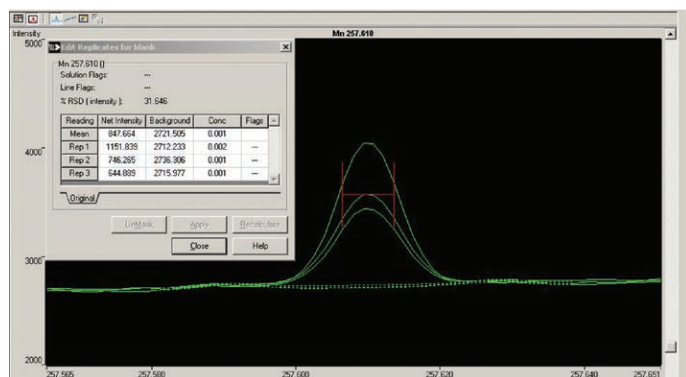 Mn 257.610
Intensity
5000
4000
3000
2000
257.565 257.580 257.600 257.620 257.640 257.651
Edit Replicates for blank
Mn 257.610 ()
Solution Flags: ---
Line Flags: ---
% RSD ( intensity ): 31.646
Reading Net Intensity Background Conc Flags
Mean 847.664 2721.505 0.001
Rep 1 1151.839 2712.233 0.002 ---
Rep 2 746.265 2736.306 0.001 ---
Rep 3 644.889 2715.977 0.001 ---
Original
UnMask Apply Recalculate
Close Help